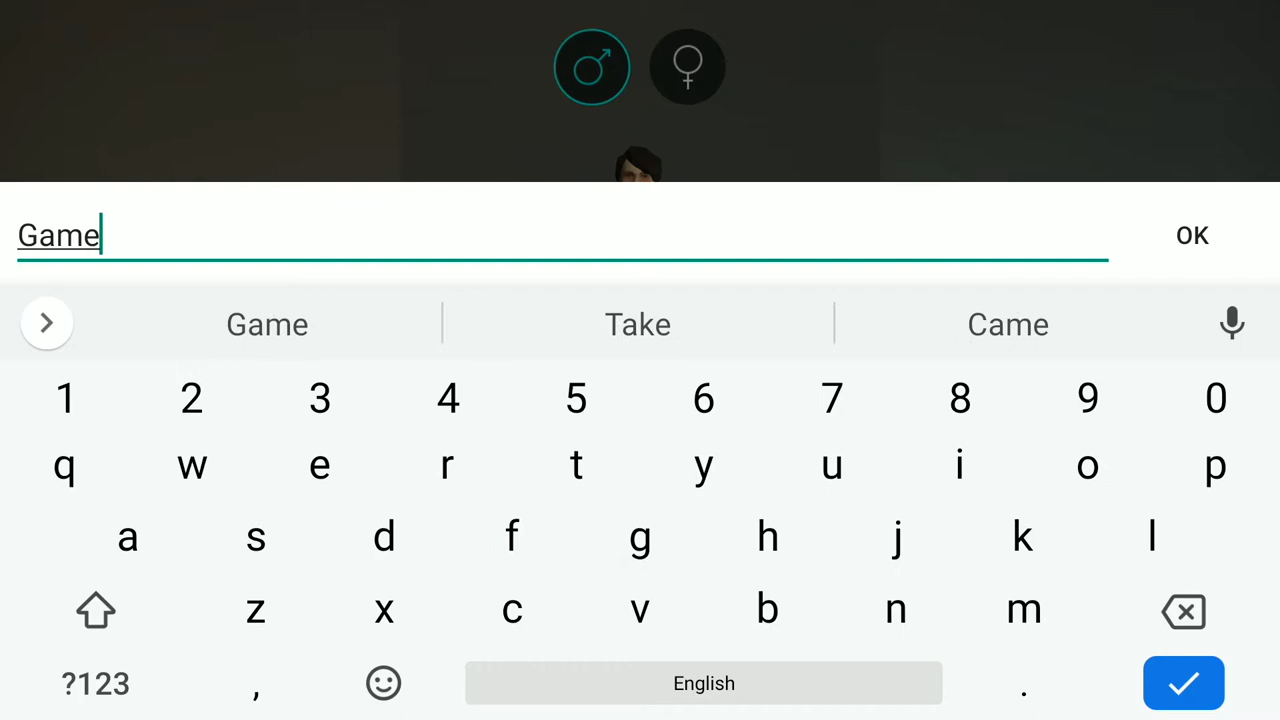 Game
OK
Game Take Came
1 2 3 4 5 6 7 8 9 0
q w e r t y u i o p
a s d f g h j k l
z x c v b n m
?123 , English .